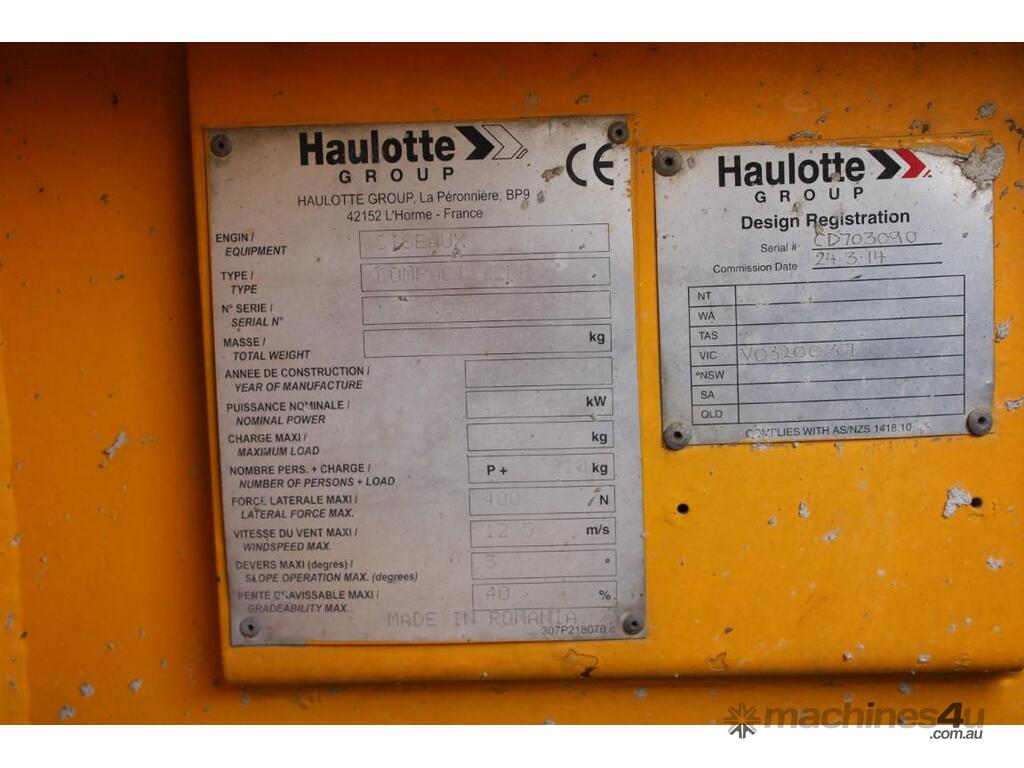 Haulotte
GROUP
CE
HAULOTTE GROUP, La Péronnière, BP9
42152 L'Horme - France
ENGIN / EQUIPMENT CISEAUX
TYPE / TYPE COMPACT
N° SERIE / SERIAL N°
MASSE / TOTAL WEIGHT kg
ANNEE DE CONSTRUCTION / YEAR OF MANUFACTURE
PUISSANCE NOMINALE / NOMINAL POWER kW
CHARGE MAXI / MAXIMUM LOAD kg
NOMBRE PERS. + CHARGE / NUMBER OF PERSONS + LOAD P + kg
FORCE LATERALE MAXI / LATERAL FORCE MAX. 400 N
VITESSE DU VENT MAXI / WINDSPEED MAX. 12.5 m/s
DEVERS MAXI (degrés) / SLOPE OPERATION MAX. (degrees) 3 °
PENTE GRAVISSABLE MAXI / GRADEABILITY MAX. 40 %
MADE IN ROMANIA
307P218070 c
Haulotte
GROUP
Design Registration
Serial # CD703090
Commission Date 24.3.14
NT
WA
TAS
VIC
*NSW
SA
QLD
COMPLIES WITH AS/NZS 1418.10
machines4u
.com.au